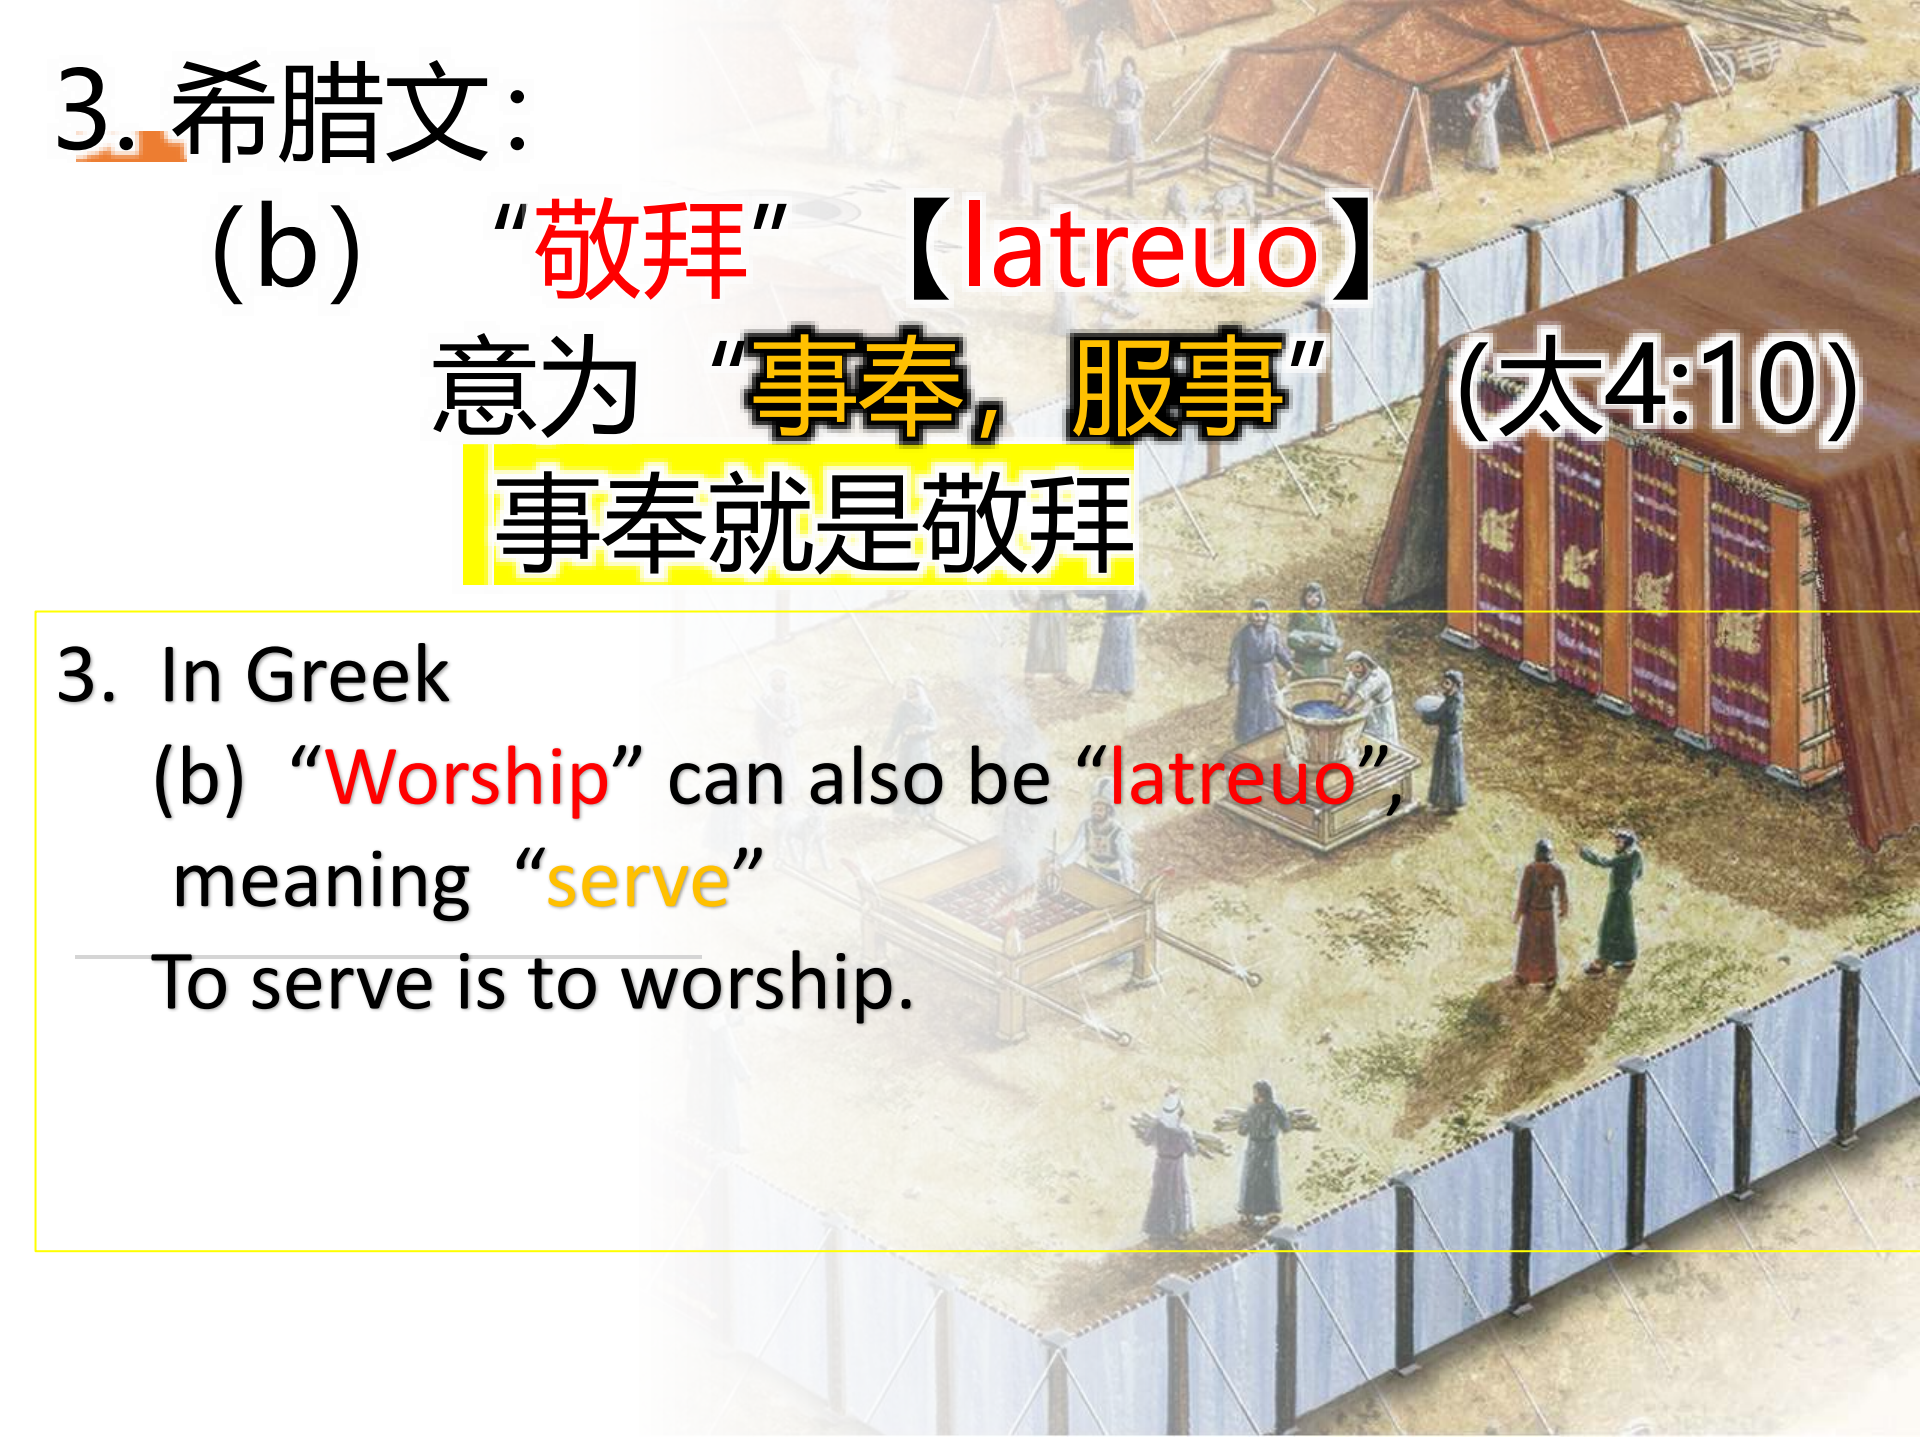 3. 希腊文：
(b) “敬拜” 【latreuo】
意为 “事奉，服事” (太4:10)
事奉就是敬拜
3. In Greek
(b) “Worship” can also be “latreuo”,
meaning “serve”
To serve is to worship.